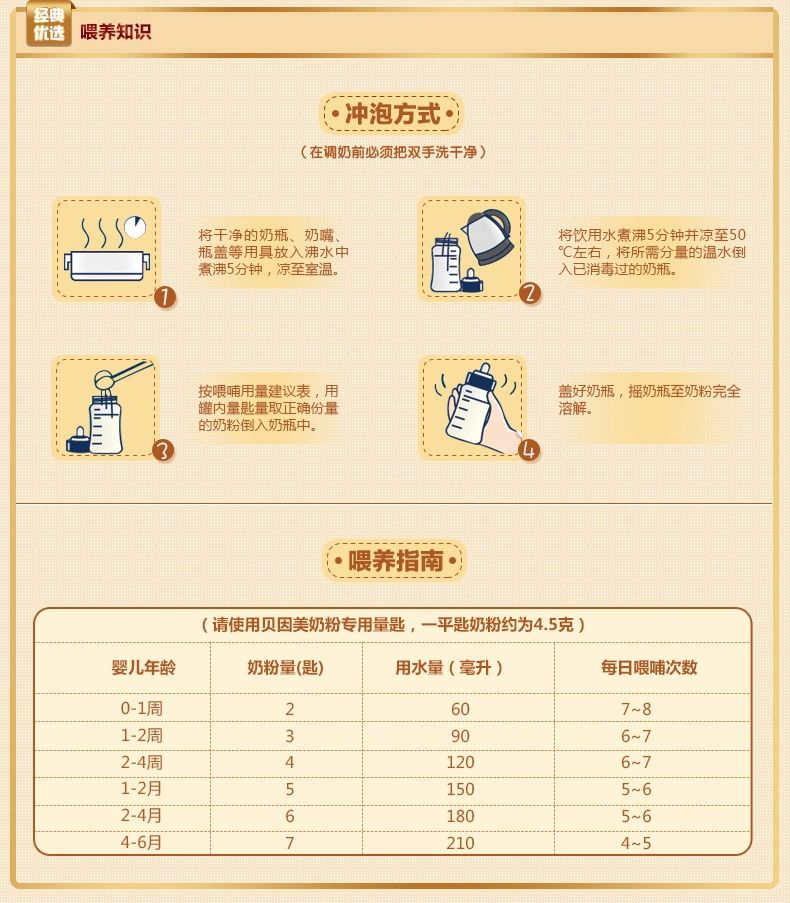 经典
优选
喂养知识
·冲泡方式·
（在调奶前必须把双手洗干净）
将干净的奶瓶、奶嘴、
瓶盖等用具放入沸水中
煮沸5分钟，凉至室温。
1
将饮用水煮沸5分钟并凉至50
℃左右，将所需分量的温水倒
入已消毒过的奶瓶。
2
按喂哺用量建议表，用
罐内量匙量取正确份量
的奶粉倒入奶瓶中。
3
盖好奶瓶，摇奶瓶至奶粉完全
溶解。
4
·喂养指南·
（请使用贝因美奶粉专用量匙，一平匙奶粉约为4.5克）
婴儿年龄 奶粉量(匙) 用水量（毫升） 每日喂哺次数
0-1周 2 60 7~8
1-2周 3 90 6~7
2-4周 4 120 6~7
1-2月 5 150 5~6
2-4月 6 180 5~6
4-6月 7 210 4~5